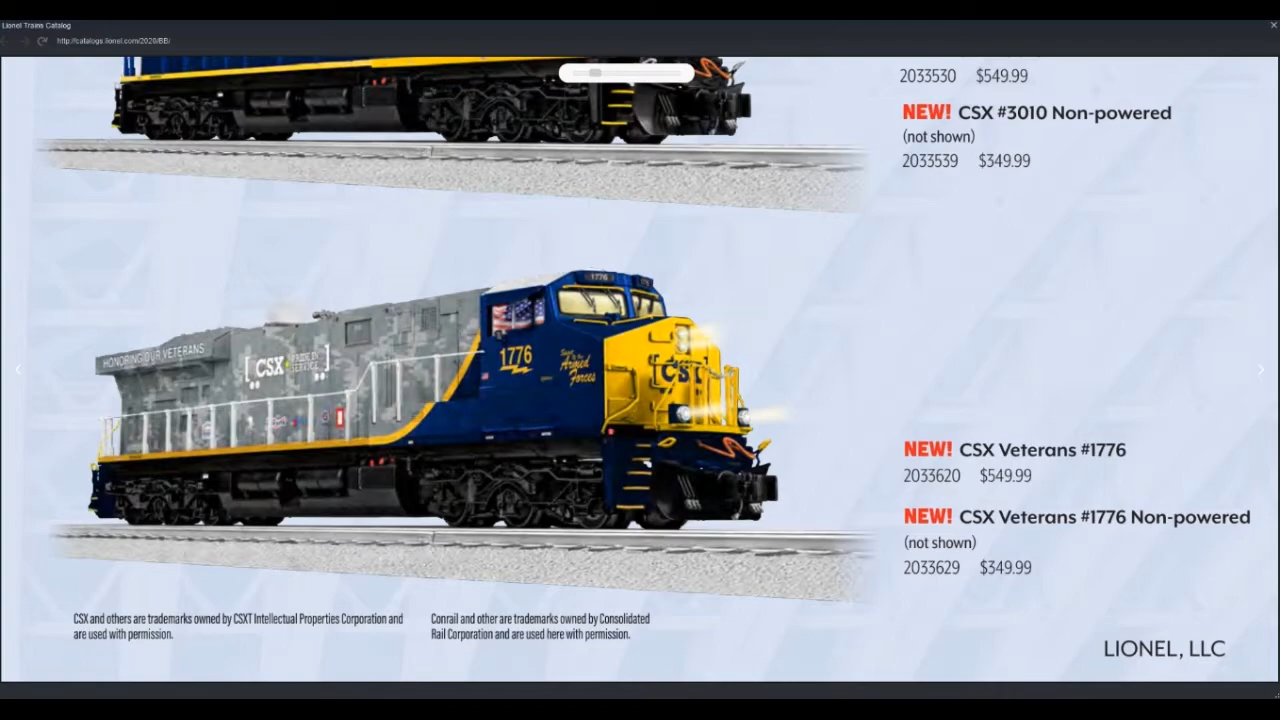 Lionel Trains Catalog
http://catalogs.lionel.com/2020/BB/
2033530 $549.99
NEW! CSX #3010 Non-powered
(not shown)
2033539 $349.99
1776
HONORING OUR VETERANS
CSX PRIDE IN SERVICE
1776
Armed
Forces
CSX
NEW! CSX Veterans #1776
2033620 $549.99
NEW! CSX Veterans #1776 Non-powered
(not shown)
2033629 $349.99
CSX and others are trademarks owned by CSXT Intellectual Properties Corporation and
are used with permission.
Conrail and other are trademarks owned by Consolidated
Rail Corporation and are used here with permission.
LIONEL, LLC